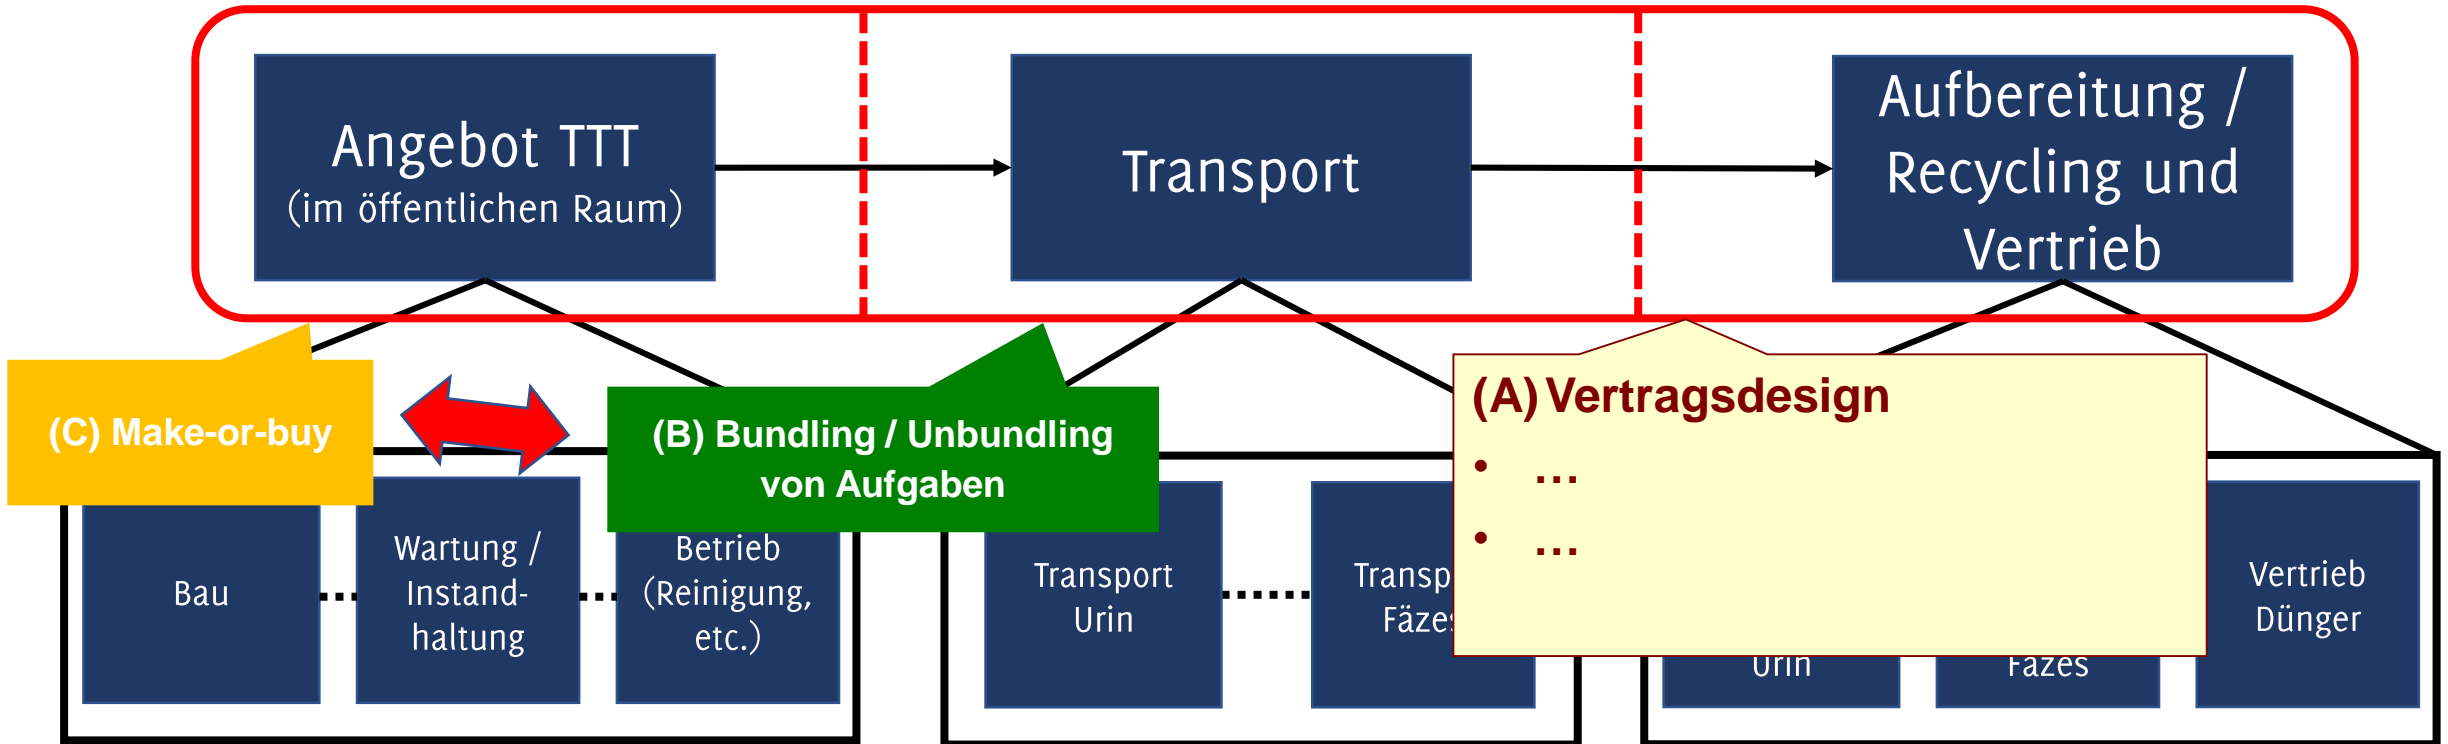 Angebot TTT
(im öffentlichen Raum)
Transport
Aufbereitung /
Recycling und
Vertrieb
(C) Make-or-buy
(B) Bundling / Unbundling
von Aufgaben
(A) Vertragsdesign
• ...
• ...
Bau
Wartung /
Instand-
haltung
Betrieb
(Reinigung,
etc.)
Transport
Urin
Urin
Fäzes
Vertrieb
Dünger